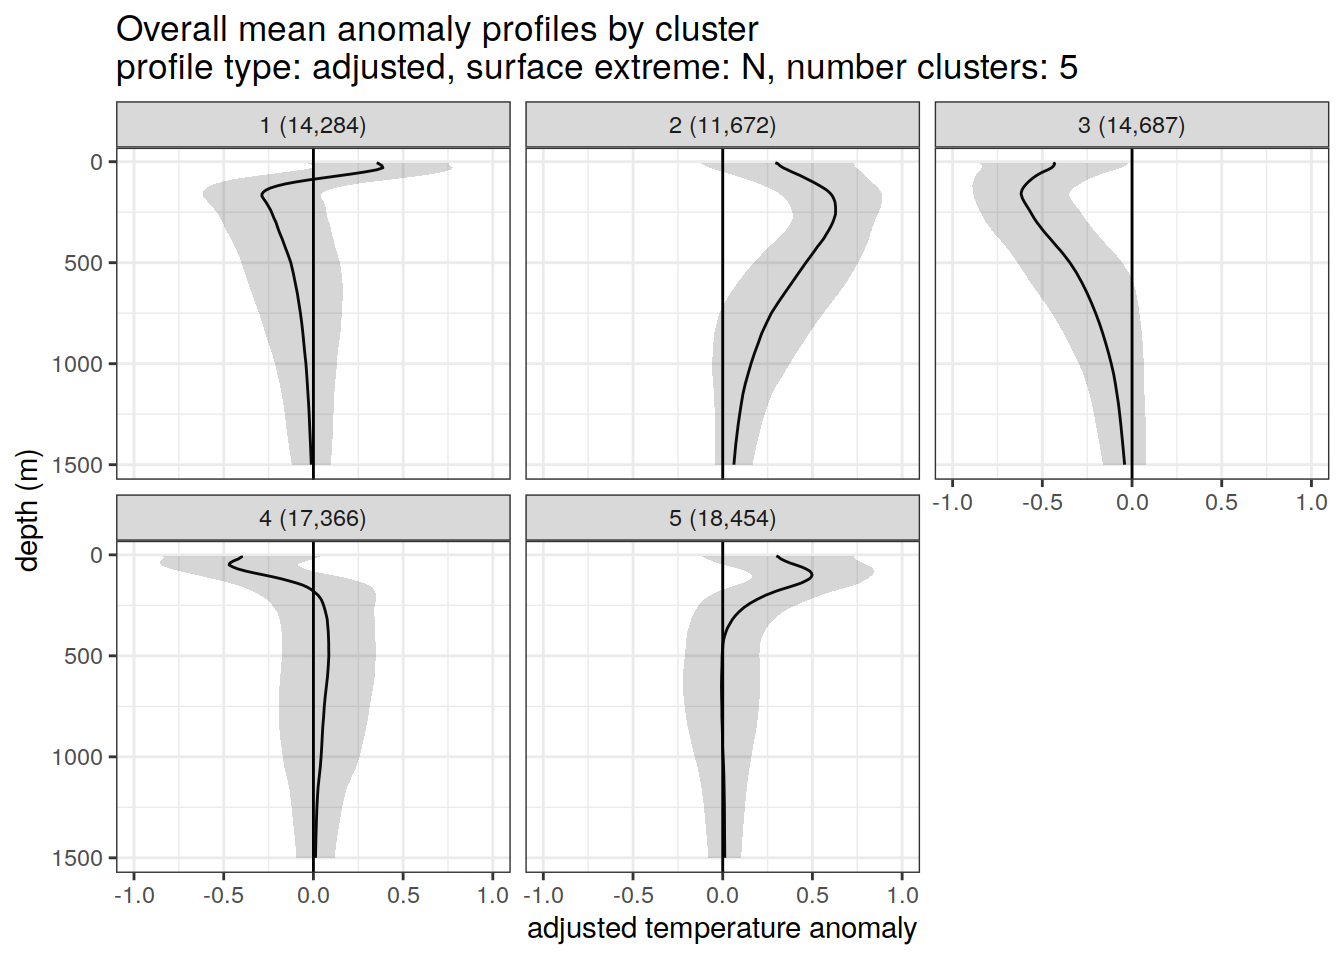 Overall mean anomaly profiles by cluster
profile type: adjusted, surface extreme: N, number clusters: 5
1 (14,284)
2 (11,672)
3 (14,687)
0
500
1000
1500
-1.0 -0.5 0.0 0.5 1.0
4 (17,366)
5 (18,454)
0
500
1000
1500
-1.0 -0.5 0.0 0.5 1.0
-1.0 -0.5 0.0 0.5 1.0
depth (m)
adjusted temperature anomaly